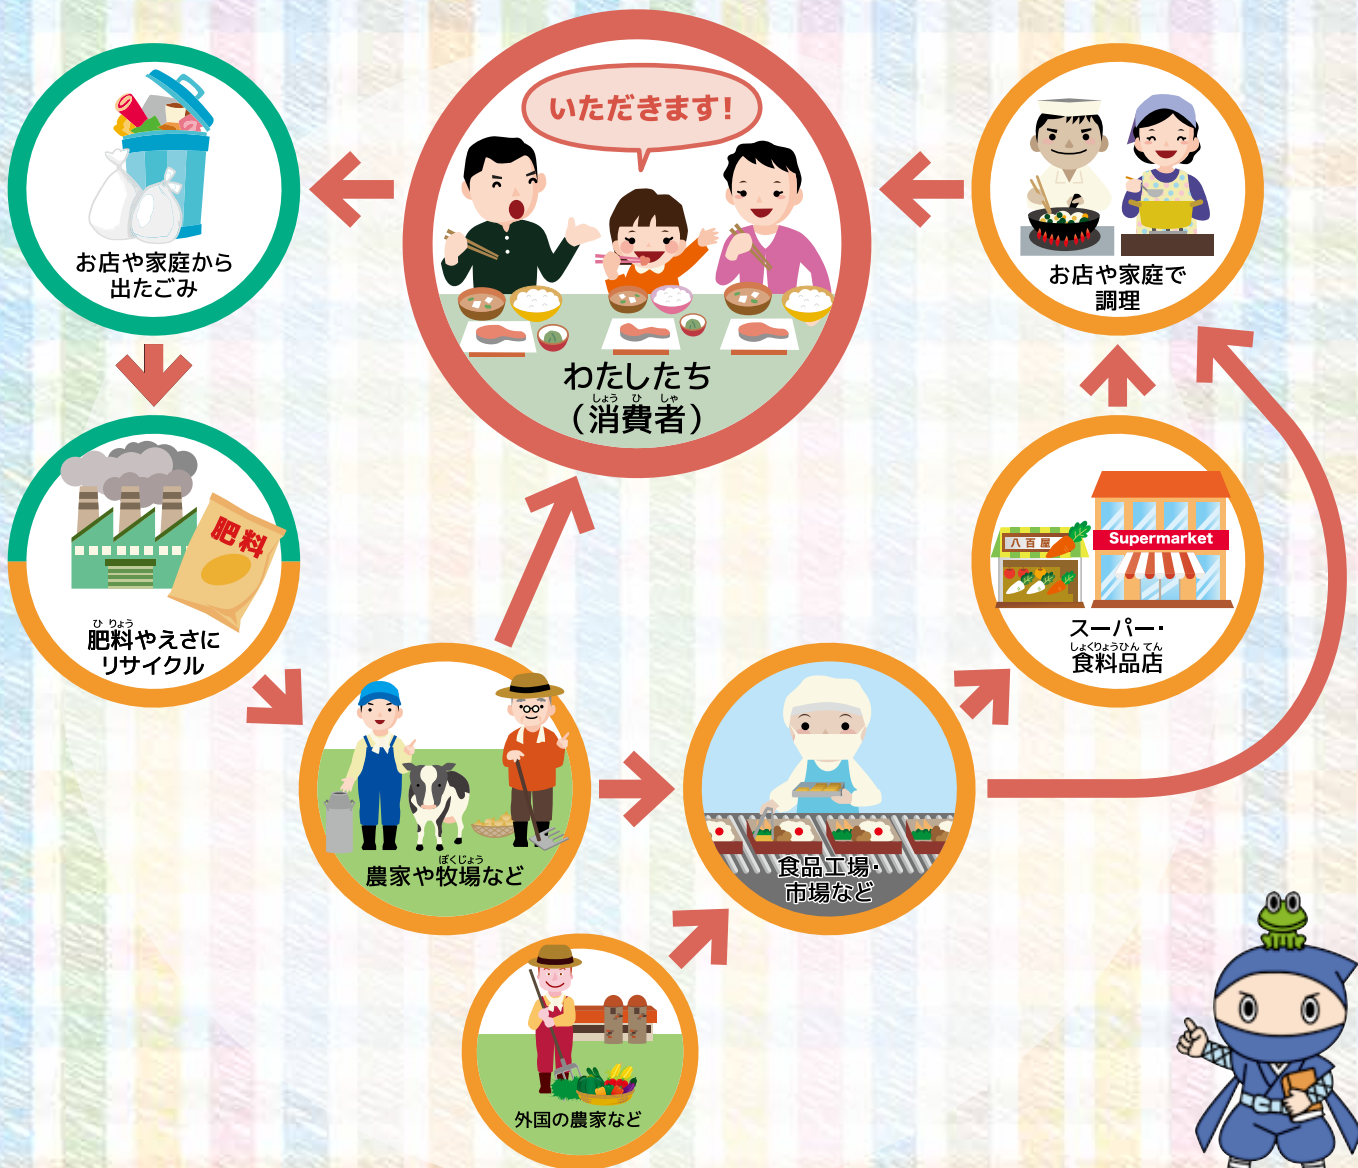 いただきます!
わたしたち
しょう ひ しゃ
(消費者)
お店や家庭から
出たごみ
肥料
ひ りょう
肥料やえさに
リサイクル
ぼくじょう
農家や牧場など
外国の農家など
食品工場・
市場など
八百屋
Supermarket
スーパー・
しょくりょうひん てん
食料品店
お店や家庭で
調理